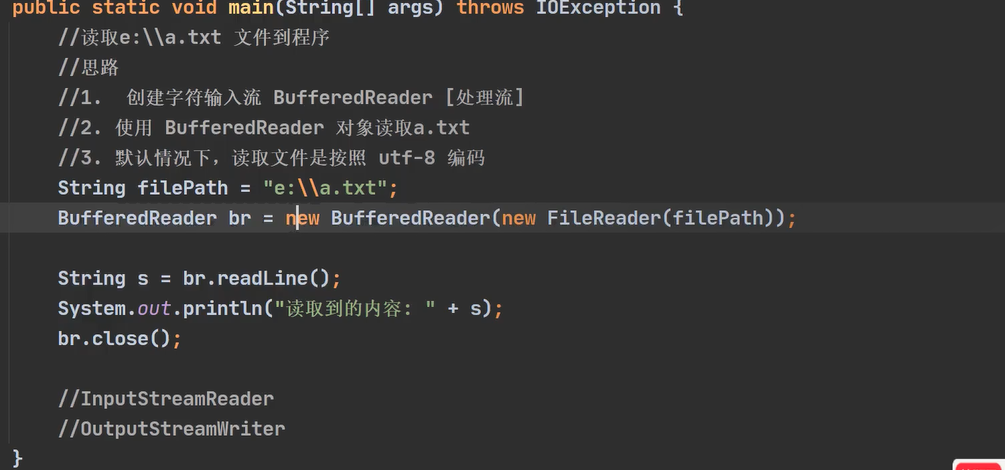 public static void main(String[] args) throws IOException {
//读取e:\\a.txt 文件到程序
//思路
//1. 创建字符输入流 BufferedReader [处理流]
//2. 使用 BufferedReader 对象读取a.txt
//3. 默认情况下，读取文件是按照 utf-8 编码
String filePath = "e:\\a.txt";
BufferedReader br = new BufferedReader(new FileReader(filePath));
String s = br.readLine();
System.out.println("读取到的内容: " + s);
br.close();
//InputStreamReader
//OutputStreamWriter
}